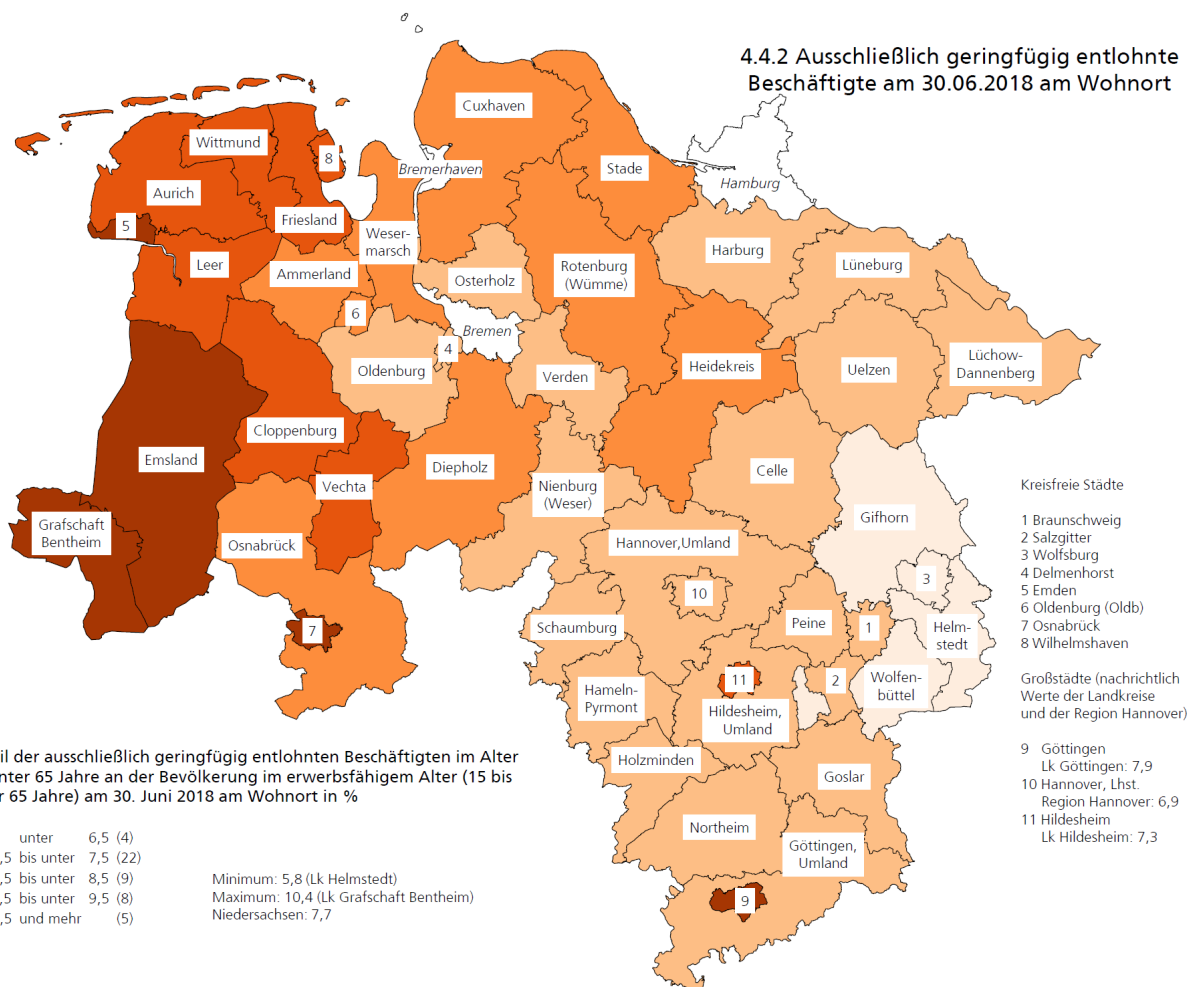 4.4.2 Ausschließlich geringfügig entlohnte
Beschäftigte am 30.06.2018 am Wohnort
Cuxhaven
Wittmund
8
Bremerhaven
Stade
Hamburg
Aurich
Friesland
5
Weser-
marsch
Harburg
Leer
Ammerland
Osterholz
Rotenburg
(Wümme)
Lüneburg
6
Bremen
4
Oldenburg
Verden
Heidekreis
Uelzen
Lüchow-
Dannenberg
Cloppenburg
Emsland
Diepholz
Celle
Vechta
Nienburg
(Weser)
Gifhorn
Grafschaft
Bentheim
Osnabrück
Hannover,Umland
3
10
7
Schaumburg
Peine
1
Helm-
stedt
11
2
Wolfen-
büttel
Hameln-
Pyrmont
Hildesheim,
Umland
Holzminden
Goslar
Northeim
Göttingen,
Umland
9
Kreisfreie Städte
1 Braunschweig
2 Salzgitter
3 Wolfsburg
4 Delmenhorst
5 Emden
6 Oldenburg (Oldb)
7 Osnabrück
8 Wilhelmshaven
Großstädte (nachrichtlich
Werte der Landkreise
und der Region Hannover)
9 Göttingen
Lk Göttingen: 7,9
10 Hannover, Lhst.
Region Hannover: 6,9
11 Hildesheim
Lk Hildesheim: 7,3
der ausschließlich geringfügig entlohnten Beschäftigten im Alter
65 Jahre an der Bevölkerung im erwerbsfähigem Alter (15 bis
65 Jahre) am 30. Juni 2018 am Wohnort in %
unter 6,5 (4)
,5 bis unter 7,5 (22)
,5 bis unter 8,5 (9)
,5 bis unter 9,5 (8)
,5 und mehr (5)
Minimum: 5,8 (Lk Helmstedt)
Maximum: 10,4 (Lk Grafschaft Bentheim)
Niedersachsen: 7,7